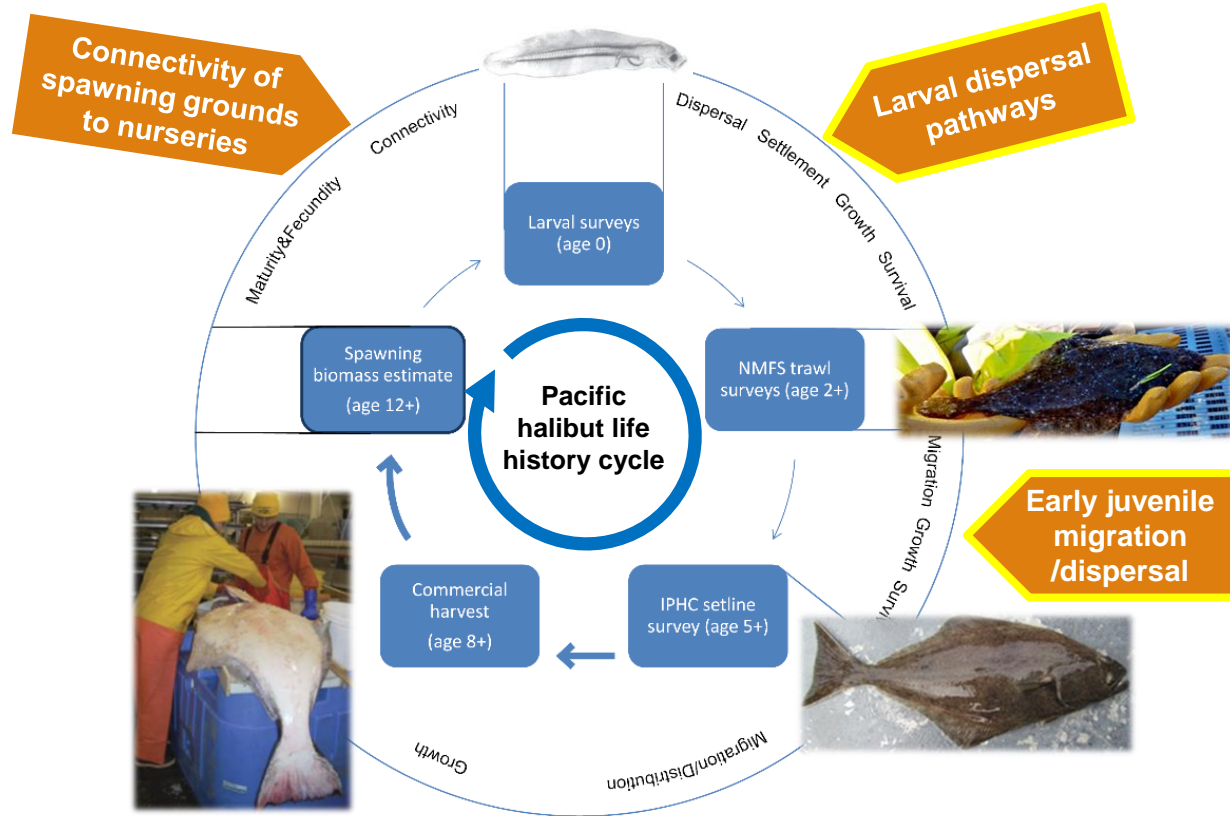 Connectivity of
spawning grounds
to nurseries
Larval dispersal
pathways
Connectivity
Dispersal Settlement Growth Survival
Maturity&Fecundity
Larval surveys
(age 0)
Spawning
biomass estimate
(age 12+)
Pacific
halibut life
history cycle
NMFS trawl
surveys (age 2+)
Migration Growth
Early juvenile
migration
/dispersal
Commercial
harvest
(age 8+)
IPHC setline
survey (age 5+)
Growth
Migration/Distribution